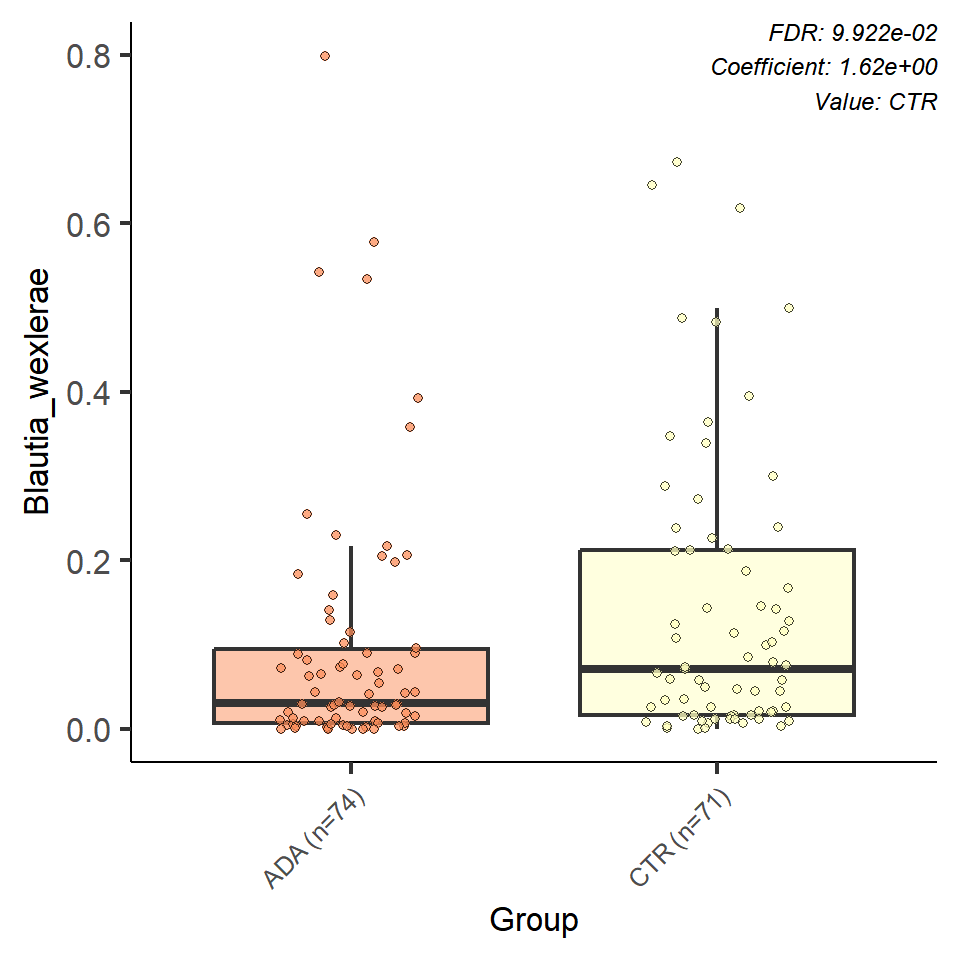 FDR: 9.922e-02
Coefficient: 1.62e+00
Value: CTR
Blautia_wexlerae
0.8
0.6
0.4
0.2
0.0
ADA (n=74)
CTR (n=71)
Group